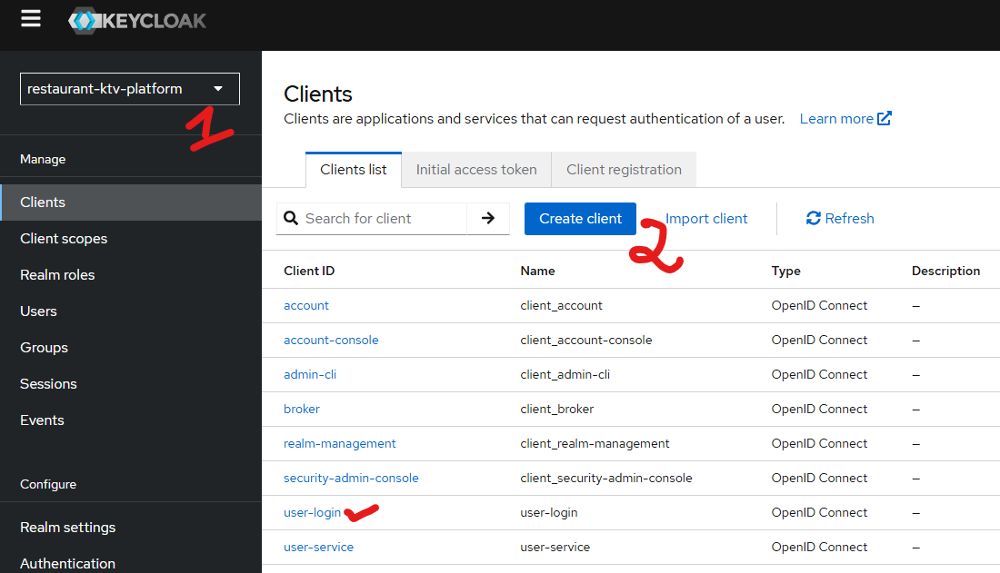 KEYCLOAK
restaurant-ktv-platform
1
Manage
Clients
Client scopes
Realm roles
Users
Groups
Sessions
Events
Configure
Realm settings
Authentication
Clients
Clients are applications and services that can request authentication of a user. Learn more
Clients list Initial access token Client registration
Search for client Create client Import client Refresh
2
Client ID Name Type Description
account client_account OpenID Connect –
account-console client_account-console OpenID Connect –
admin-cli client_admin-cli OpenID Connect –
broker client_broker OpenID Connect –
realm-management client_realm-management OpenID Connect –
security-admin-console client_security-admin-console OpenID Connect –
user-login user-login OpenID Connect –
user-service user-service OpenID Connect –